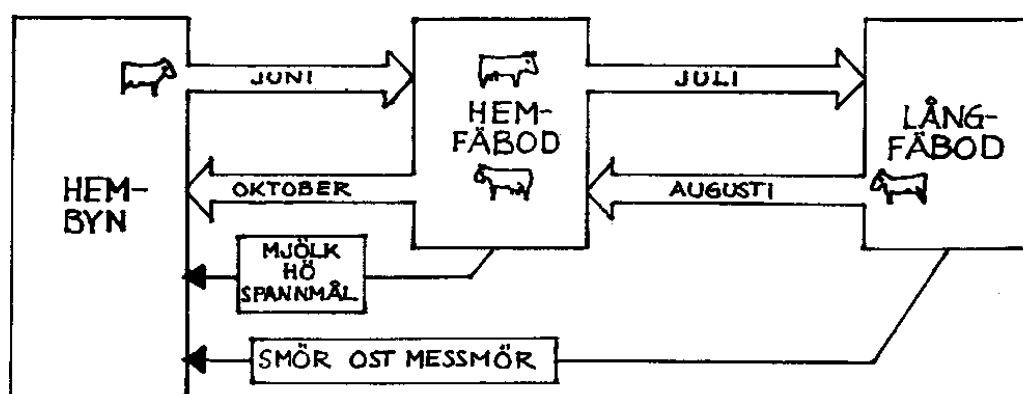 HEM-
BYN
JUNI
OKTOBER
HEM-
FÄBOD
JULI
AUGUSTI
LÅNG-
FÄBOD
MJÖLK
HÖ
SPANNMÅL
SMÖR OST MESSMÖR